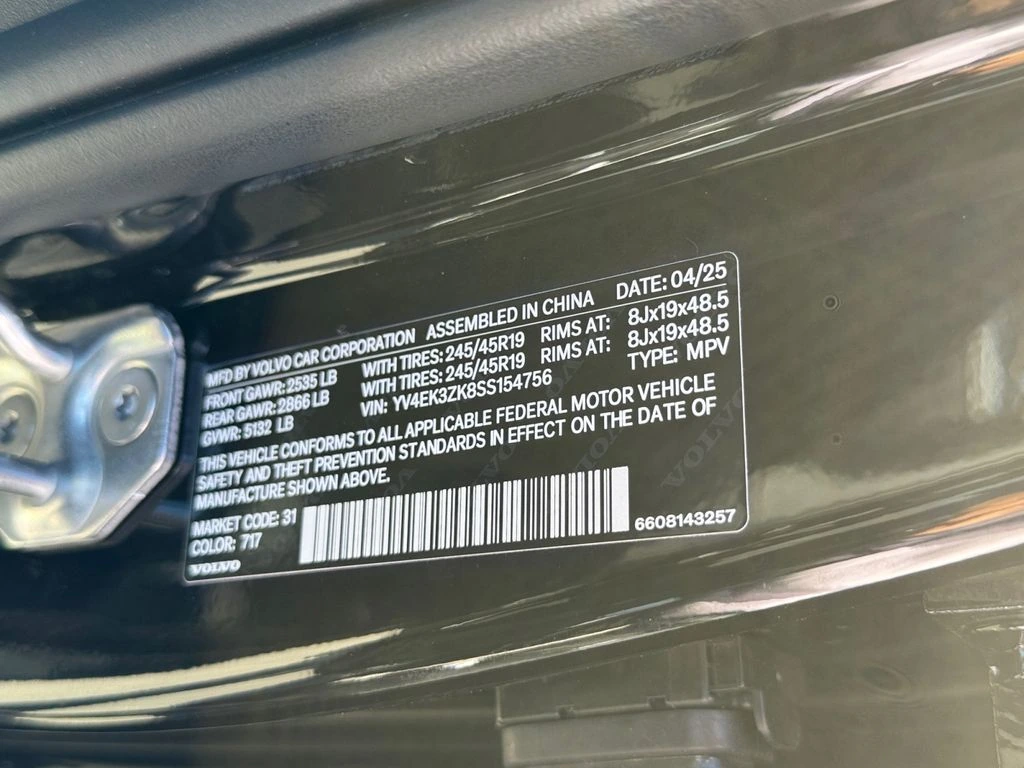 MFD BY VOLVO CAR CORPORATION ASSEMBLED IN CHINA DATE: 04/25
FRONT GAWR: 2535 LB WITH TIRES: 245/45R19 RIMS AT: 8Jx19x48.5
REAR GAWR: 2866 LB WITH TIRES: 245/45R19 RIMS AT: 8Jx19x48.5
GVWR: 5132 LB VIN: YV4EK3ZK8SS154756 TYPE: MPV
THIS VEHICLE CONFORMS TO ALL APPLICABLE FEDERAL MOTOR VEHICLE
SAFETY AND THEFT PREVENTION STANDARDS IN EFFECT ON THE DATE OF
MANUFACTURE SHOWN ABOVE.
MARKET CODE: 31
COLOR: 717
VOLVO
6608143257